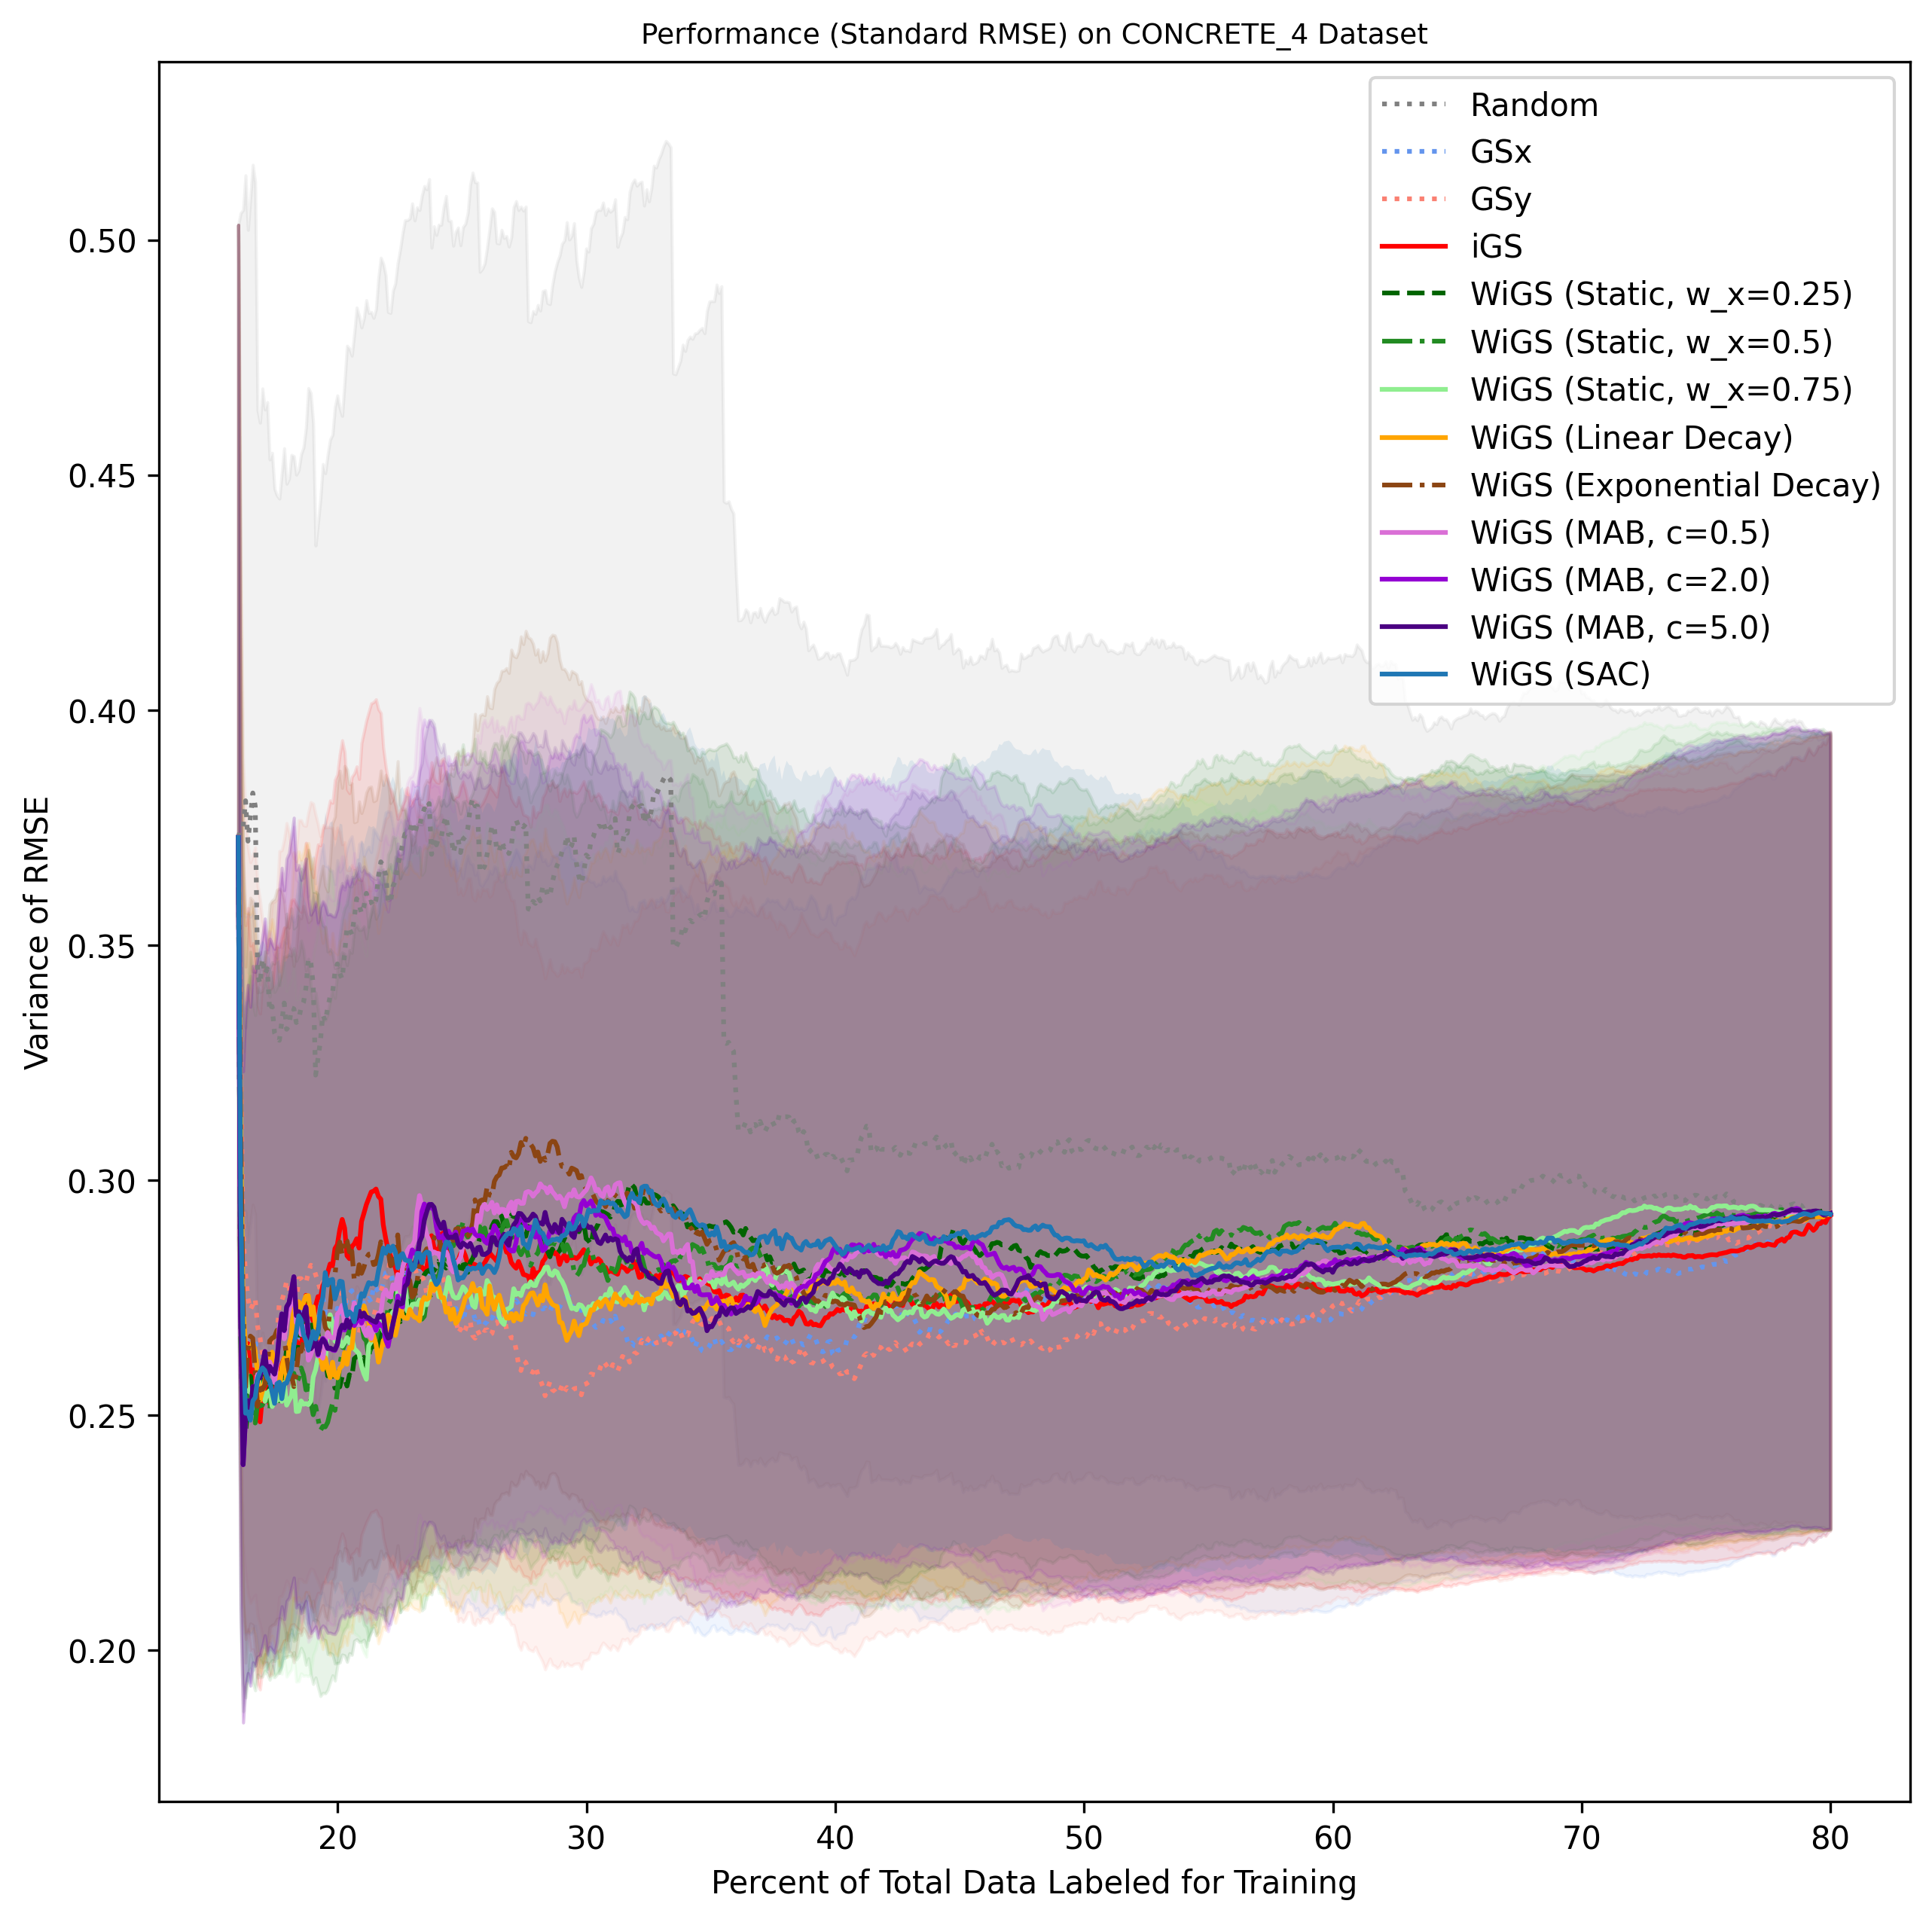 Performance (Standard RMSE) on CONCRETE_4 Dataset
Random
GSx
GSy
iGS
WiGS (Static, w_x=0.25)
WiGS (Static, w_x=0.5)
WiGS (Static, w_x=0.75)
WiGS (Linear Decay)
WiGS (Exponential Decay)
WiGS (MAB, c=0.5)
WiGS (MAB, c=2.0)
WiGS (MAB, c=5.0)
WiGS (SAC)
Variance of RMSE
0.50
0.45
0.40
0.35
0.30
0.25
0.20
20 30 40 50 60 70 80
Percent of Total Data Labeled for Training